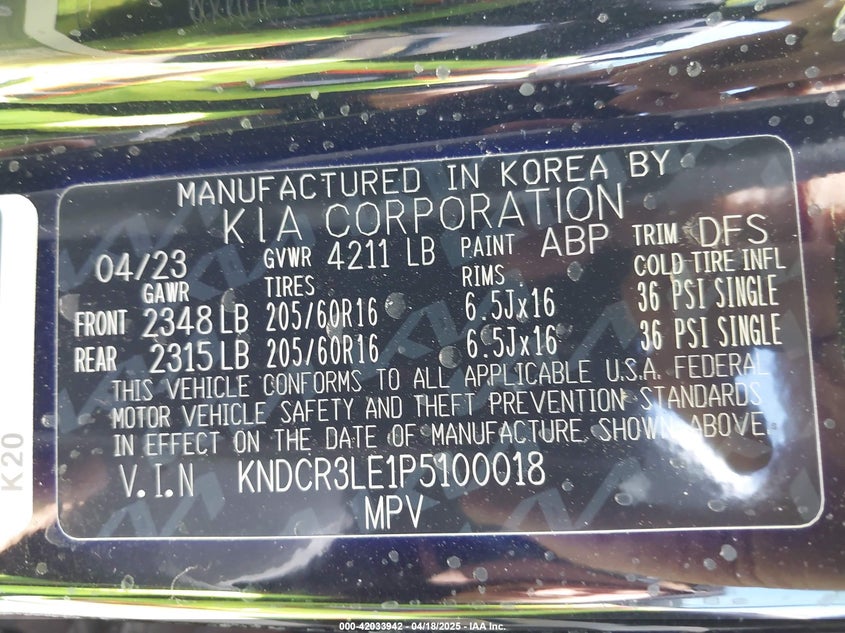 MANUFACTURED IN KOREA BY
KIA CORPORATION
04/23 GVWR 4211 LB PAINT ABP TRIM DFS
GAWR TIRES RIMS COLD TIRE INFL
FRONT 2348 LB 205/60R16 6.5Jx16 36 PSI SINGLE
REAR 2315 LB 205/60R16 6.5Jx16 36 PSI SINGLE
THIS VEHICLE CONFORMS TO ALL APPLICABLE U.S.A. FEDERAL
MOTOR VEHICLE SAFETY AND THEFT PREVENTION STANDARDS
IN EFFECT ON THE DATE OF MANUFACTURE SHOWN ABOVE.
V.I.N KNDCR3LE1P5100018
MPV
K20
000-42033942 - 04/18/2025 - IAA Inc.